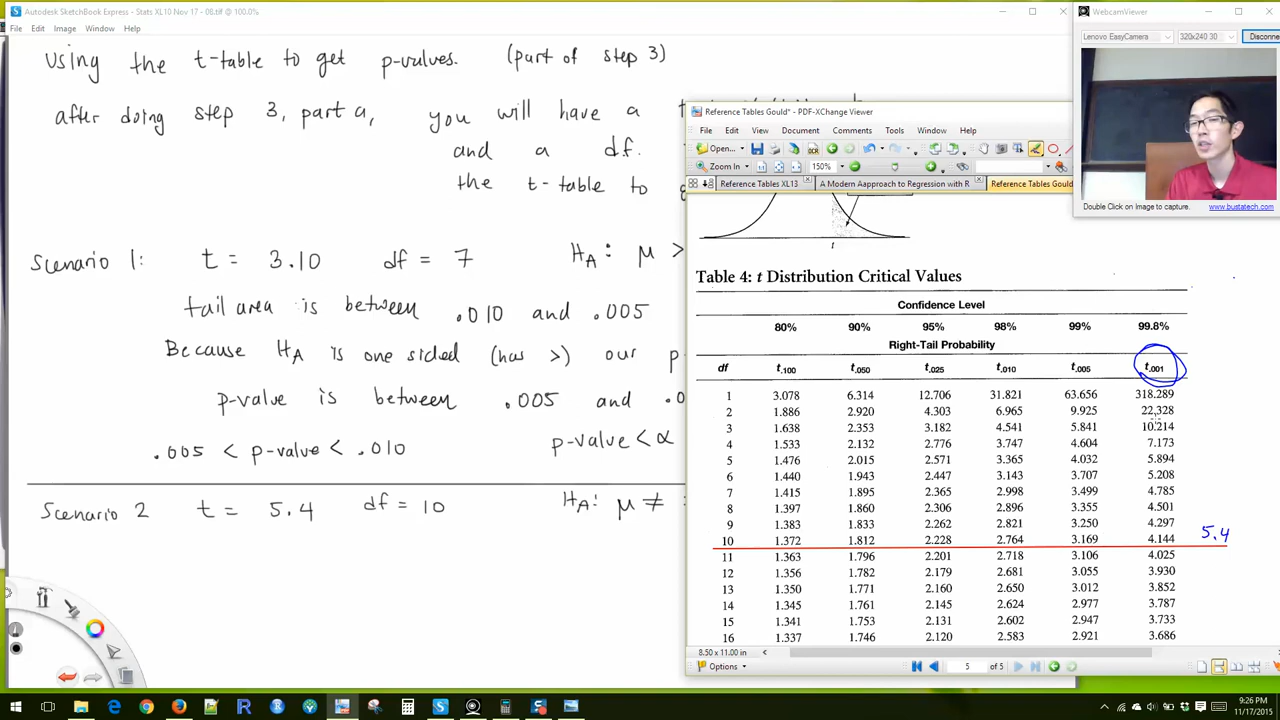 Autodesk SketchBook Express - Stats XL10 Nov 17 - 08.tif @ 100.0%
File Edit Image Window Help
using the t-table to get p-values. (part of step 3)
after doing step 3, part a, you will have a
and a d.f.
the t-table to
Scenario 1: t = 3.10 df = 7 HA: μ >
tail area is between .010 and .005
Because HA is one sided (has >) our p
p-value is between .005 and
.005 < p-value < .010 p-value < α
Scenario 2 t = 5.4 df = 10 HA: μ ≠
WebcamViewer
Lenovo EasyCamera 320x240 30 Disconne
Double Click on Image to capture. www.bustatech.com
Reference Tables Gould* - PDF-XChange Viewer
File Edit View Document Comments Tools Window Help
Open...
Zoom In 150%
Reference Tables XL13 A Modern Aapproach to Regression with R Reference Tables Gould
t
Table 4: t Distribution Critical Values
Confidence Level
80% 90% 95% 98% 99% 99.8%
Right-Tail Probability
df t.100 t.050 t.025 t.010 t.005 t.001
1 3.078 6.314 12.706 31.821 63.656 318.289
2 1.886 2.920 4.303 6.965 9.925 22,328
3 1.638 2.353 3.182 4.541 5.841 10.214
4 1.533 2.132 2.776 3.747 4.604 7.173
5 1.476 2.015 2.571 3.365 4.032 5.894
6 1.440 1.943 2.447 3.143 3.707 5.208
7 1.415 1.895 2.365 2.998 3.499 4.785
8 1.397 1.860 2.306 2.896 3.355 4.501
9 1.383 1.833 2.262 2.821 3.250 4.297
10 1.372 1.812 2.228 2.764 3.169 4.144 5.4
11 1.363 1.796 2.201 2.718 3.106 4.025
12 1.356 1.782 2.179 2.681 3.055 3.930
13 1.350 1.771 2.160 2.650 3.012 3.852
14 1.345 1.761 2.145 2.624 2.977 3.787
15 1.341 1.753 2.131 2.602 2.947 3.733
16 1.337 1.746 2.120 2.583 2.921 3.686
8.50 x 11.00 in
Options 5 of 5
9:26 PM
11/17/2015